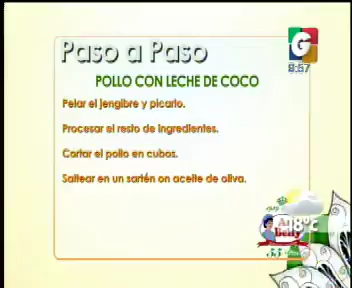 Paso a Paso
G
8:57
POLLO CON LECHE DE COCO
Pelar el jengibre y picarlo.
Procesar el resto de ingredientes.
Cortar el pollo en cubos.
Saltear en un sartén on aceite de oliva.
18°C